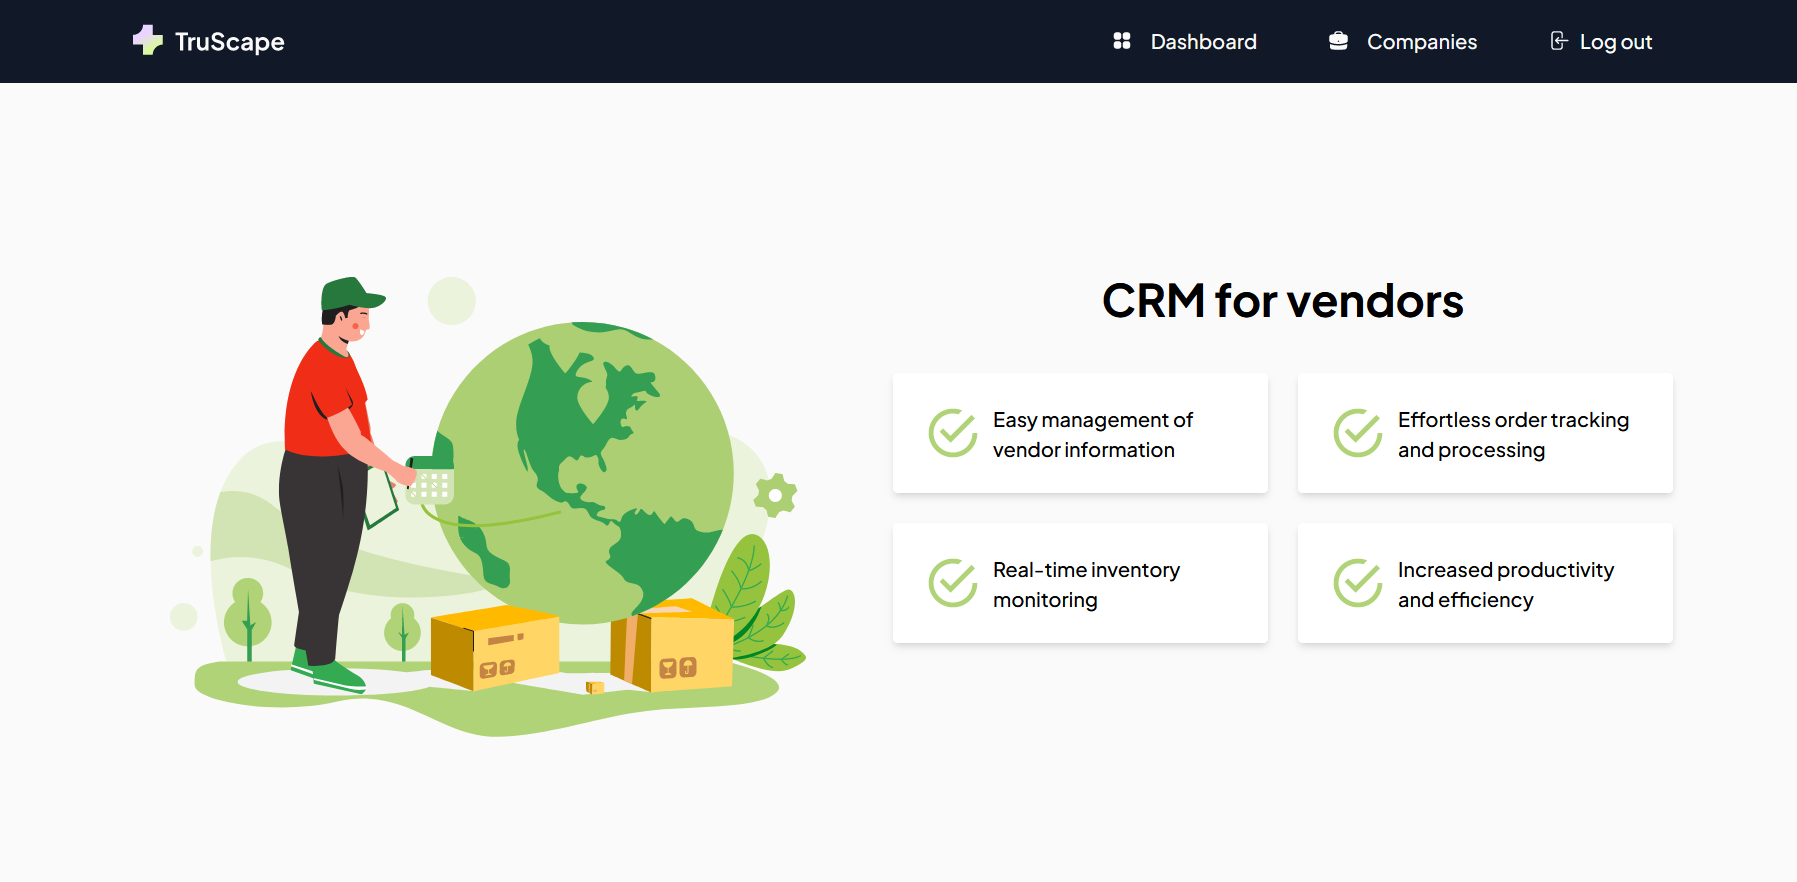 TruScape
Dashboard
Companies
Log out
CRM for vendors
Easy management of
vendor information
Effortless order tracking
and processing
Real-time inventory
monitoring
Increased productivity
and efficiency